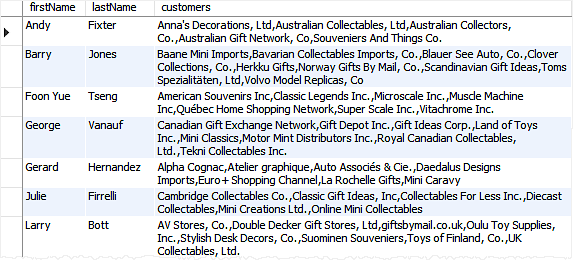 firstName lastName customers
Andy Fixter Anna's Decorations, Ltd,Australian Collectables, Ltd,Australian Collectors,
Co.,Australian Gift Network, Co,Souveniers And Things Co.
Barry Jones Baane Mini Imports,Bavarian Collectables Imports, Co.,Blauer See Auto, Co.,Clover
Collections, Co.,Herkku Gifts,Norway Gifts By Mail, Co.,Scandinavian Gift Ideas,Toms
Spezialitäten, Ltd,Volvo Model Replicas, Co
Foon Yue Tseng American Souvenirs Inc,Classic Legends Inc.,Microscale Inc.,Muscle Machine
Inc,Québec Home Shopping Network,Super Scale Inc.,Vitachrome Inc.
George Vanauf Canadian Gift Exchange Network,Gift Depot Inc.,Gift Ideas Corp.,Land of Toys
Inc.,Mini Classics,Motor Mint Distributors Inc.,Royal Canadian Collectables,
Ltd.,Tekni Collectables Inc.
Gerard Hernandez Alpha Cognac,Atelier graphique,Auto Associés & Cie.,Daedalus Designs
Imports,Euro+ Shopping Channel,La Rochelle Gifts,Mini Caravy
Julie Firrelli Cambridge Collectables Co.,Classic Gift Ideas, Inc,Collectables For Less Inc.,Diecast
Collectables,Mini Creations Ltd.,Online Mini Collectables
Larry Bott AV Stores, Co.,Double Decker Gift Stores, Ltd,giftsbymail.co.uk,Oulu Toy Supplies,
Inc.,Stylish Desk Decors, Co.,Suominen Souveniers,Toys of Finland, Co.,UK
Collectables, Ltd.